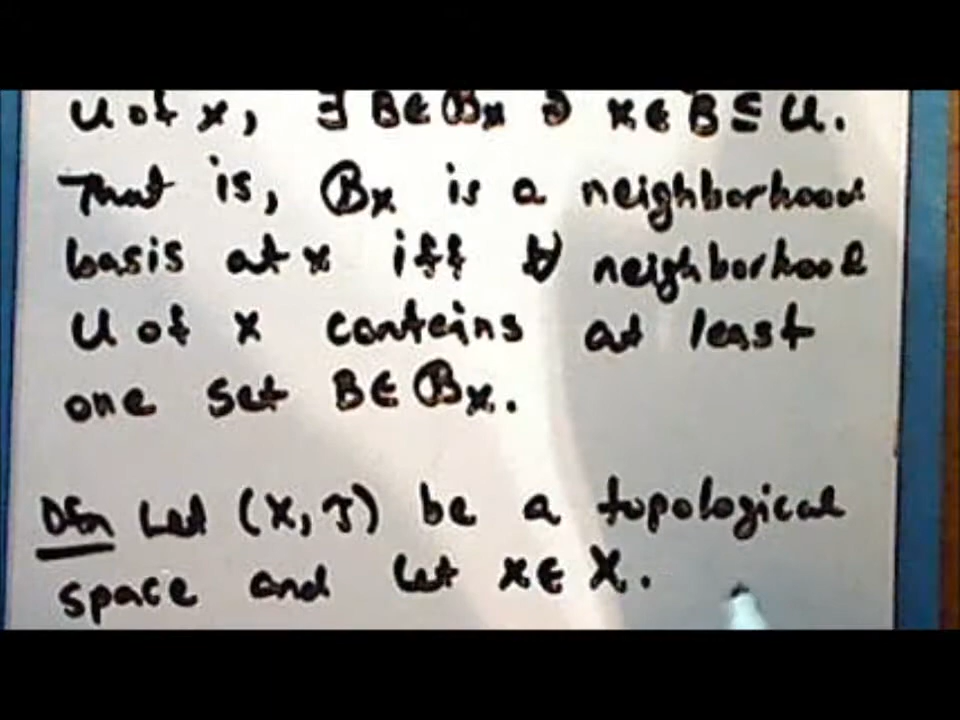 U of x, ∃ B∈ℬx ∋ x∈B⊆U.
That is, ℬx is a neighborhood
basis at x iff ∀ neighborhood
U of x contains at least
one set B∈ℬx.
Dfn Let (X, 𝒯) be a topological
space and let x∈X.